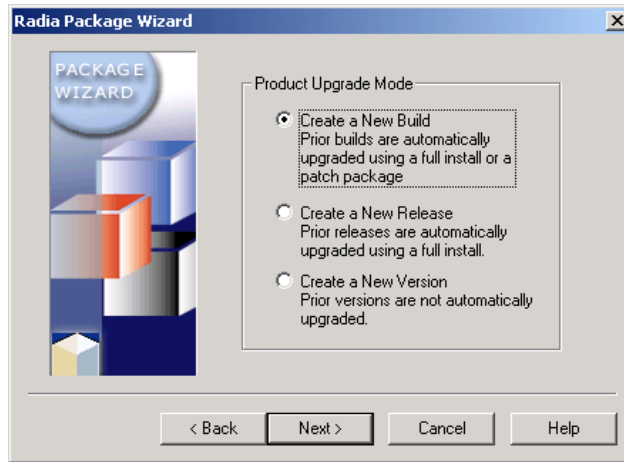 Radia Package Wizard
PACKAGE
WIZARD
Product Upgrade Mode
Create a New Build
Prior builds are automatically
upgraded using a full install or a
patch package
Create a New Release
Prior releases are automatically
upgraded using a full install.
Create a New Version
Prior versions are not automatically
upgraded.
< Back
Next >
Cancel
Help